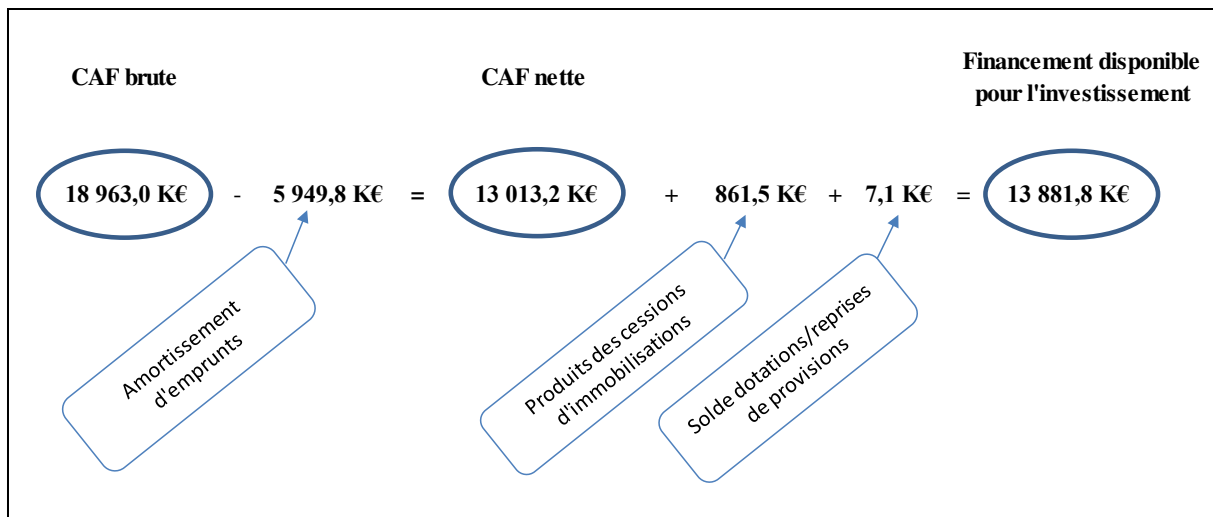 CAF brute
CAF nette
Financement disponible
pour l'investissement
18 963,0 K€ - 5 949,8 K€ = 13 013,2 K€ + 861,5 K€ + 7,1 K€ = 13 881,8 K€
Amortissement
d'emprunts
Produits des cessions
d'immobilisations
Solde dotations/reprises
de provisions